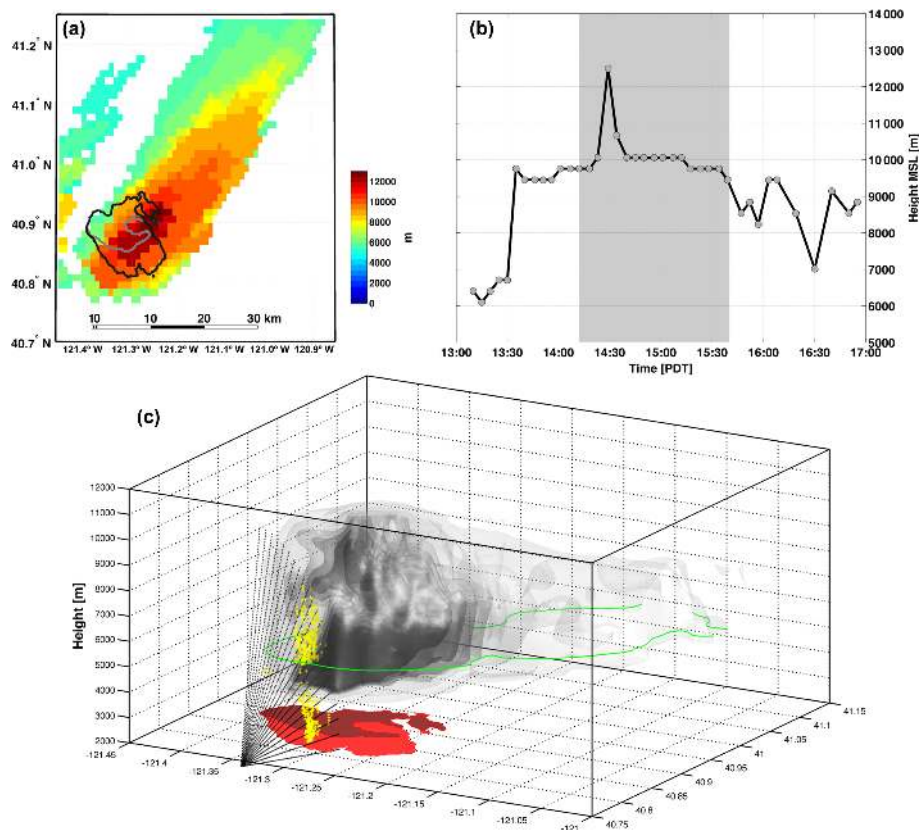 (a)
41.2° N
41.1° N
41.0° N
40.9° N
40.8° N
40.7° N
121.4° W 121.3° W 121.2° W 121.1° W 121.0° W 120.9° W
10 10 20 30 km
12000
10000
8000
6000
4000
2000
0
m
(b)
14000
13000
12000
11000
10000
9000
8000
7000
6000
5000
Height MSL [m]
13:00 13:30 14:00 14:30 15:00 15:30 16:00 16:30 17:00
Time [PDT]
(c)
12000
11000
10000
9000
8000
7000
6000
5000
4000
3000
2000
Height [m]
-121.45 -121.4 -121.35 -121.3 -121.25 -121.2 -121.15 -121.1 -121.05 -121
40.75 40.8 40.85 40.9 40.95 41 41.05 41.1 41.15